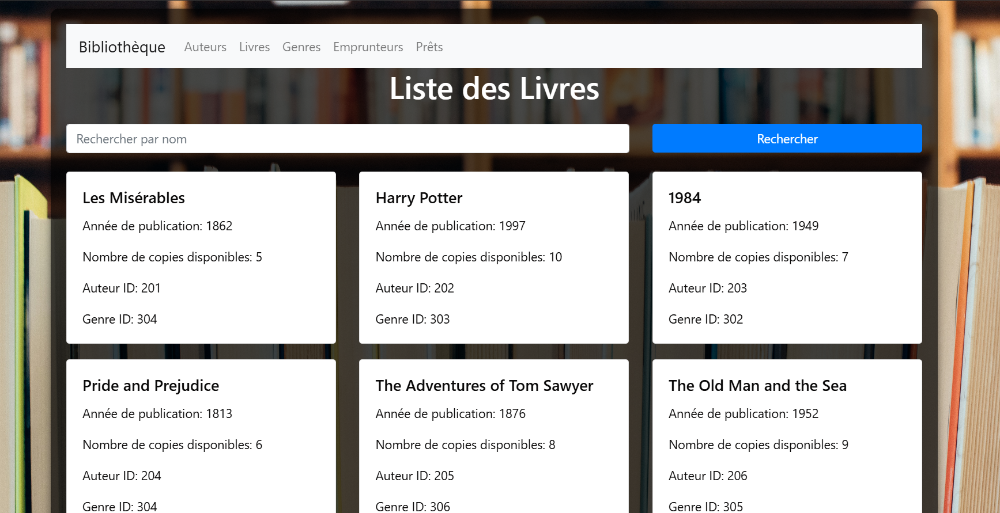 Bibliothèque Auteurs Livres Genres Emprunteurs Prêts
Liste des Livres
Rechercher par nom
Rechercher
Les Misérables
Année de publication: 1862
Nombre de copies disponibles: 5
Auteur ID: 201
Genre ID: 304
Harry Potter
Année de publication: 1997
Nombre de copies disponibles: 10
Auteur ID: 202
Genre ID: 303
1984
Année de publication: 1949
Nombre de copies disponibles: 7
Auteur ID: 203
Genre ID: 302
Pride and Prejudice
Année de publication: 1813
Nombre de copies disponibles: 6
Auteur ID: 204
Genre ID: 304
The Adventures of Tom Sawyer
Année de publication: 1876
Nombre de copies disponibles: 8
Auteur ID: 205
Genre ID: 306
The Old Man and the Sea
Année de publication: 1952
Nombre de copies disponibles: 9
Auteur ID: 206
Genre ID: 305